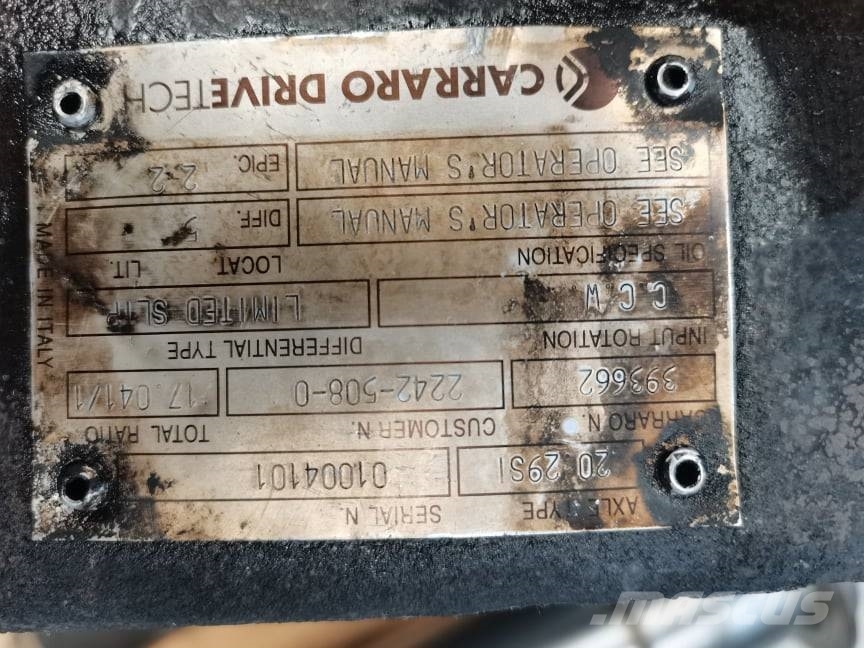 AXLE TYPE SERIAL N.
20.29SI 01004101
CARRARO N. CUSTOMER N. TOTAL RATIO
393662 2242-508-0 17.041/1
INPUT ROTATION DIFFERENTIAL TYPE
C.C.W. LIMITED SLIP
OIL SPECIFICATION LOCAT. LIT.
SEE OPERATOR'S MANUAL DIFF.
SEE OPERATOR'S MANUAL EPIC. 2·2
CARRARO DRIVETECH
MADE IN ITALY
MASCUS